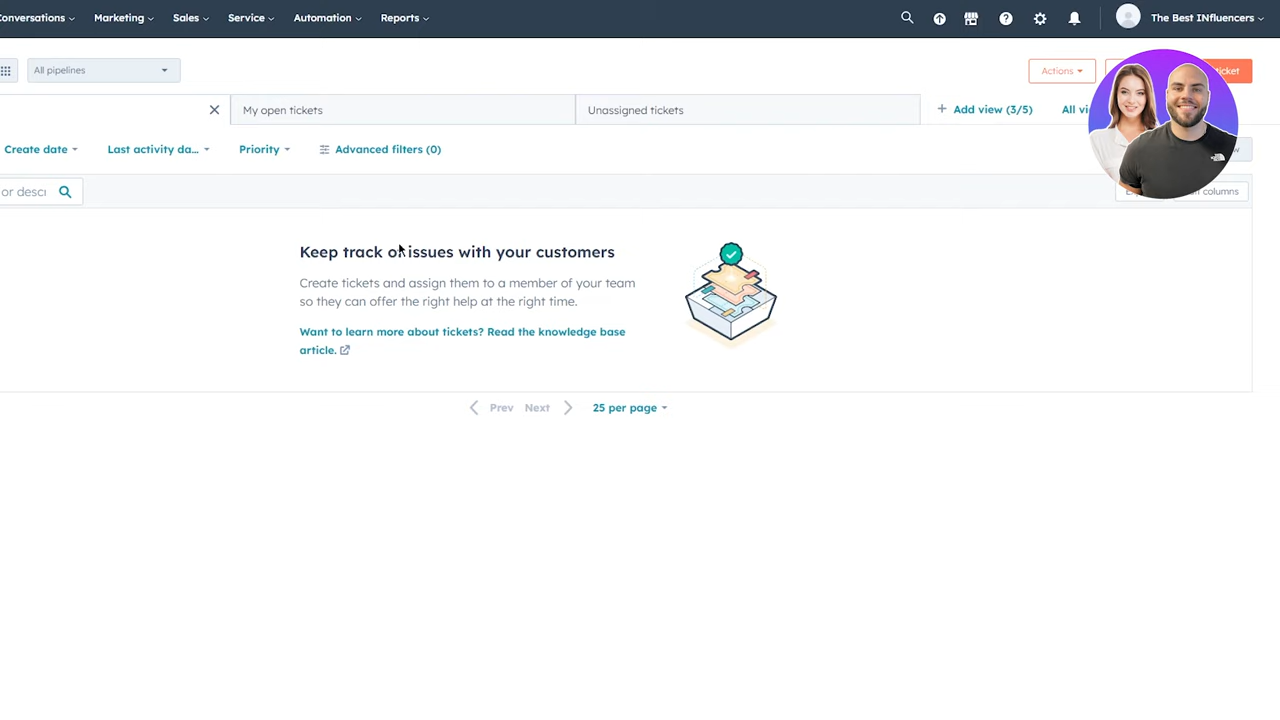 Conversations Marketing Sales Service Automation Reports The Best INfluencers
All pipelines Actions ticket
My open tickets Unassigned tickets + Add view (3/5) All
Create date Last activity da... Priority Advanced filters (0)
or descr columns
Keep track of issues with your customers
Create tickets and assign them to a member of your team
so they can offer the right help at the right time.
Want to learn more about tickets? Read the knowledge base
article.
Prev Next 25 per page